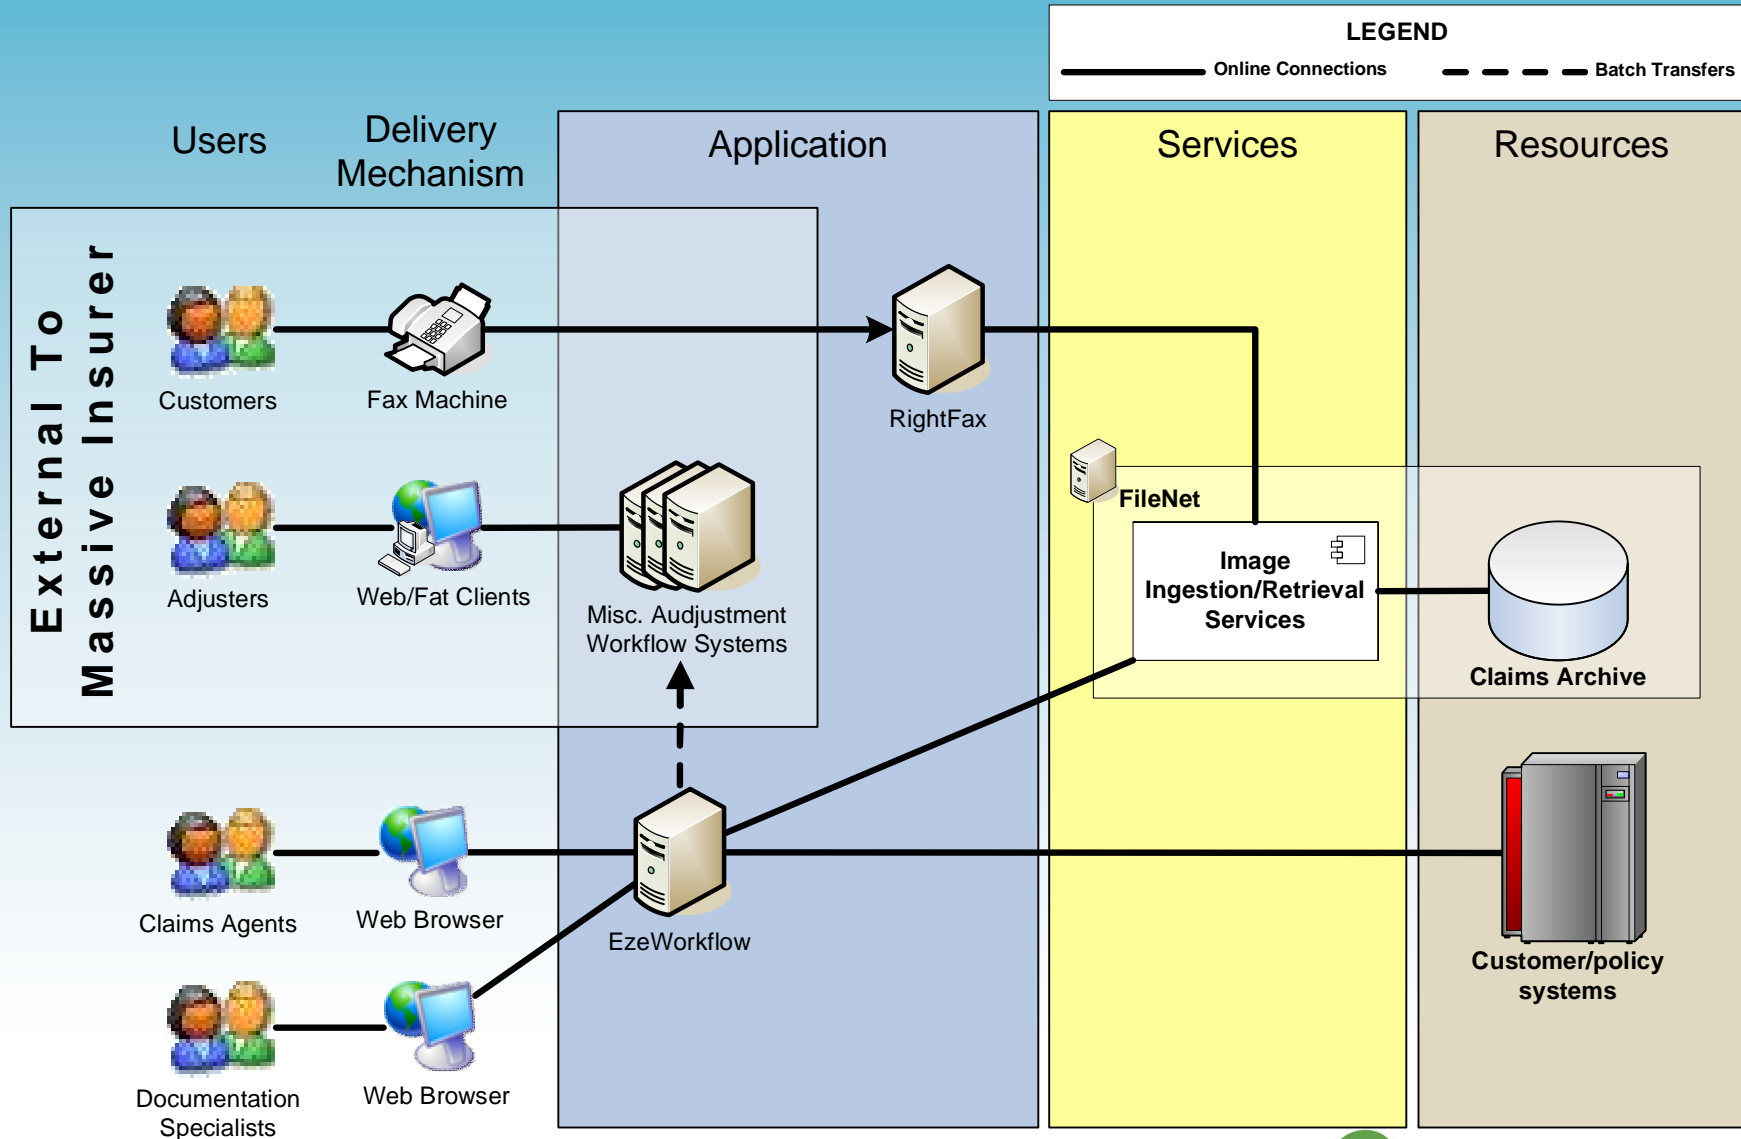 LEGEND
Online Connections
Batch Transfers
Users
Delivery
Mechanism
Application
Services
Resources
External To
Massive Insurer
Customers
Fax Machine
RightFax
Adjusters
Web/Fat Clients
Misc. Audjustment
Workflow Systems
FileNet
Image
Ingestion/Retrieval
Services
Claims Archive
Claims Agents
Web Browser
EzeWorkflow
Customer/policy
systems
Documentation
Specialists
Web Browser